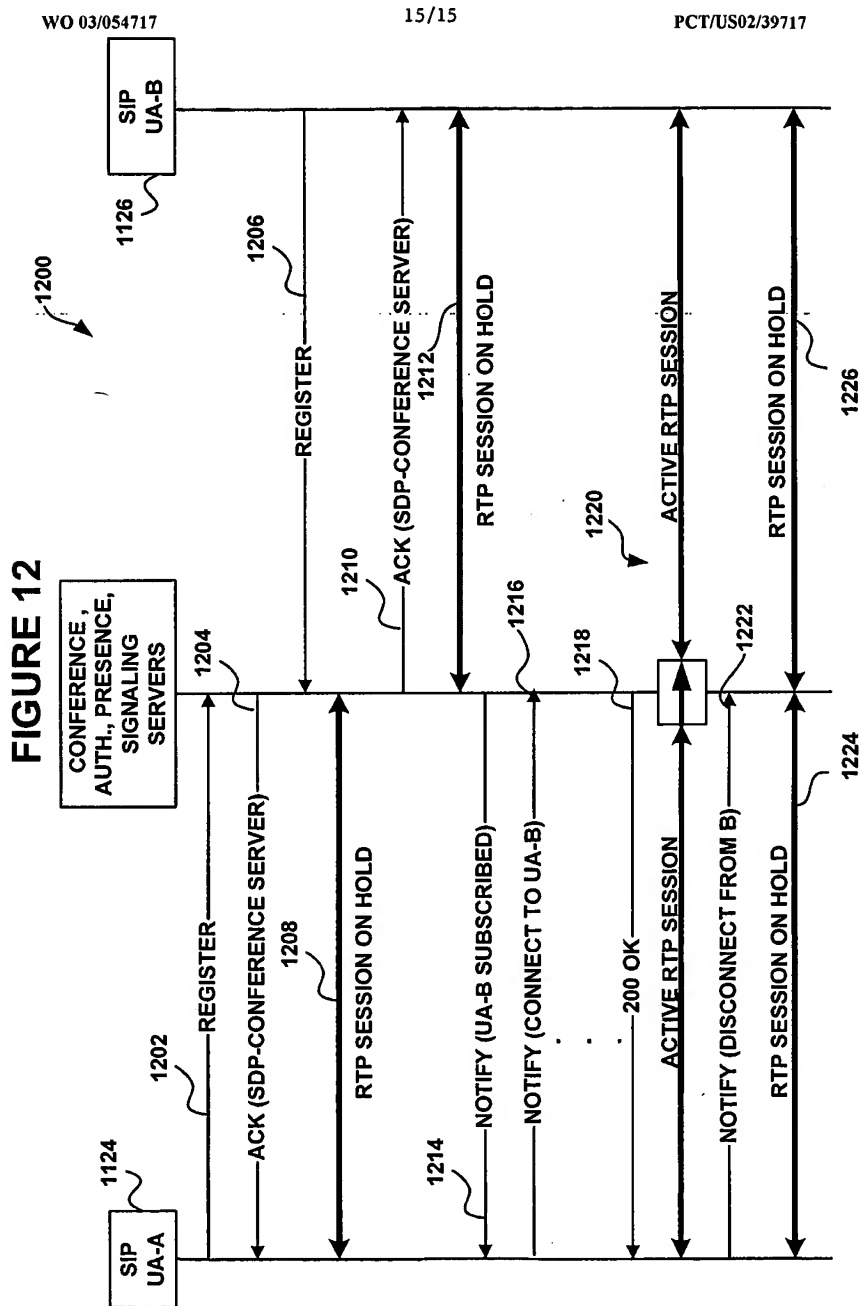 WO 03/054717
15/15
PCT/US02/39717
FIGURE 12
1200
SIP
UA-A
1124
CONFERENCE ,
AUTH., PRESENCE,
SIGNALING
SERVERS
SIP
UA-B
1126
1202
REGISTER
1204
ACK (SDP-CONFERENCE SERVER)
REGISTER
1206
1208
RTP SESSION ON HOLD
1210
ACK (SDP-CONFERENCE SERVER)
1212
RTP SESSION ON HOLD
1214
NOTIFY (UA-B SUBSCRIBED)
1216
NOTIFY (CONNECT TO UA-B)
. . .
1218
200 OK
1220
ACTIVE RTP SESSION
ACTIVE RTP SESSION
1222
NOTIFY (DISCONNECT FROM B)
RTP SESSION ON HOLD
1224
RTP SESSION ON HOLD
1226